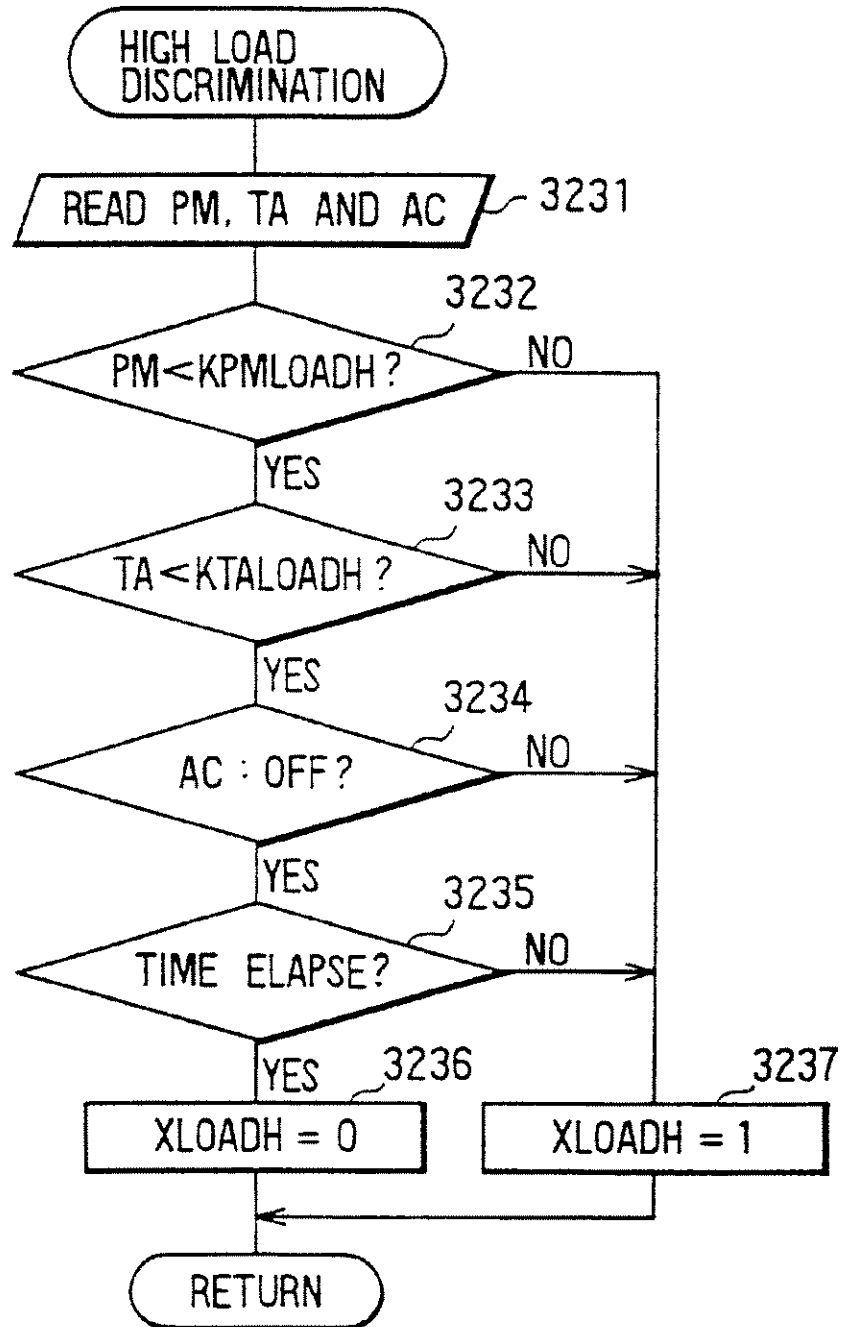 HIGH LOAD
DISCRIMINATION
READ PM, TA AND AC
3231
3232
PM<KPMLOADH?
NO
YES
3233
TA<KTALOADH?
NO
YES
3234
AC : OFF?
NO
YES
3235
TIME ELAPSE?
NO
YES
3236
XLOADH = 0
3237
XLOADH = 1
RETURN